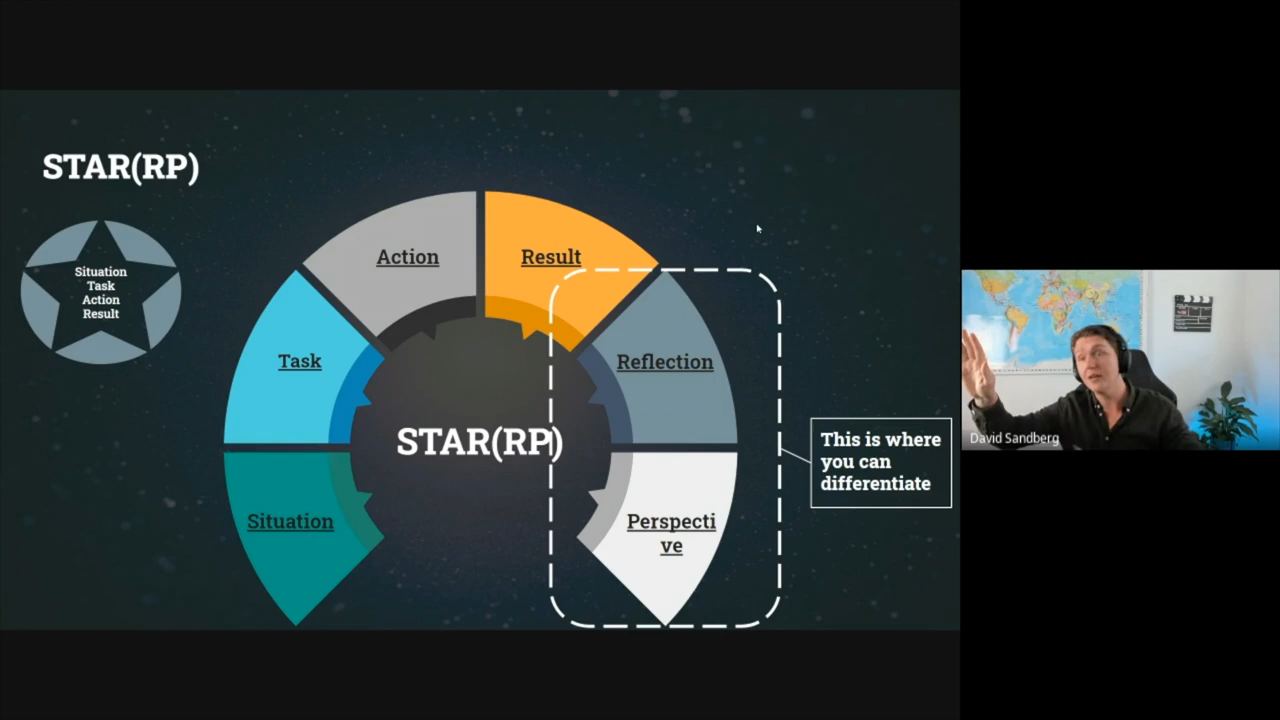 STAR(RP)
Situation
Task
Action
Result
Action
Result
Task
Reflection
STAR(RP)
Situation
Perspecti
ve
This is where
you can
differentiate
David Sandberg